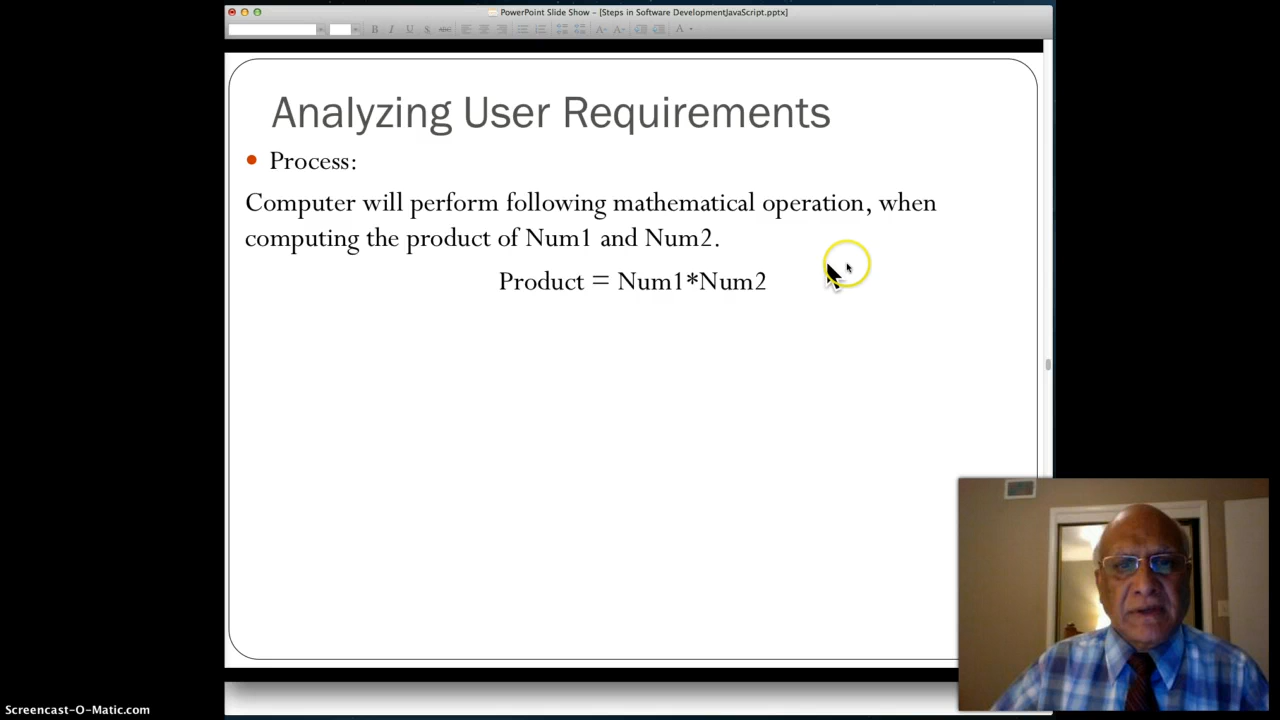 PowerPoint Slide Show - [Steps in Software DevelopmentJavaScript.pptx]
B I U S ABC
Analyzing User Requirements
• Process:
Computer will perform following mathematical operation, when
computing the product of Num1 and Num2.
Product = Num1*Num2
Screencast-O-Matic.com